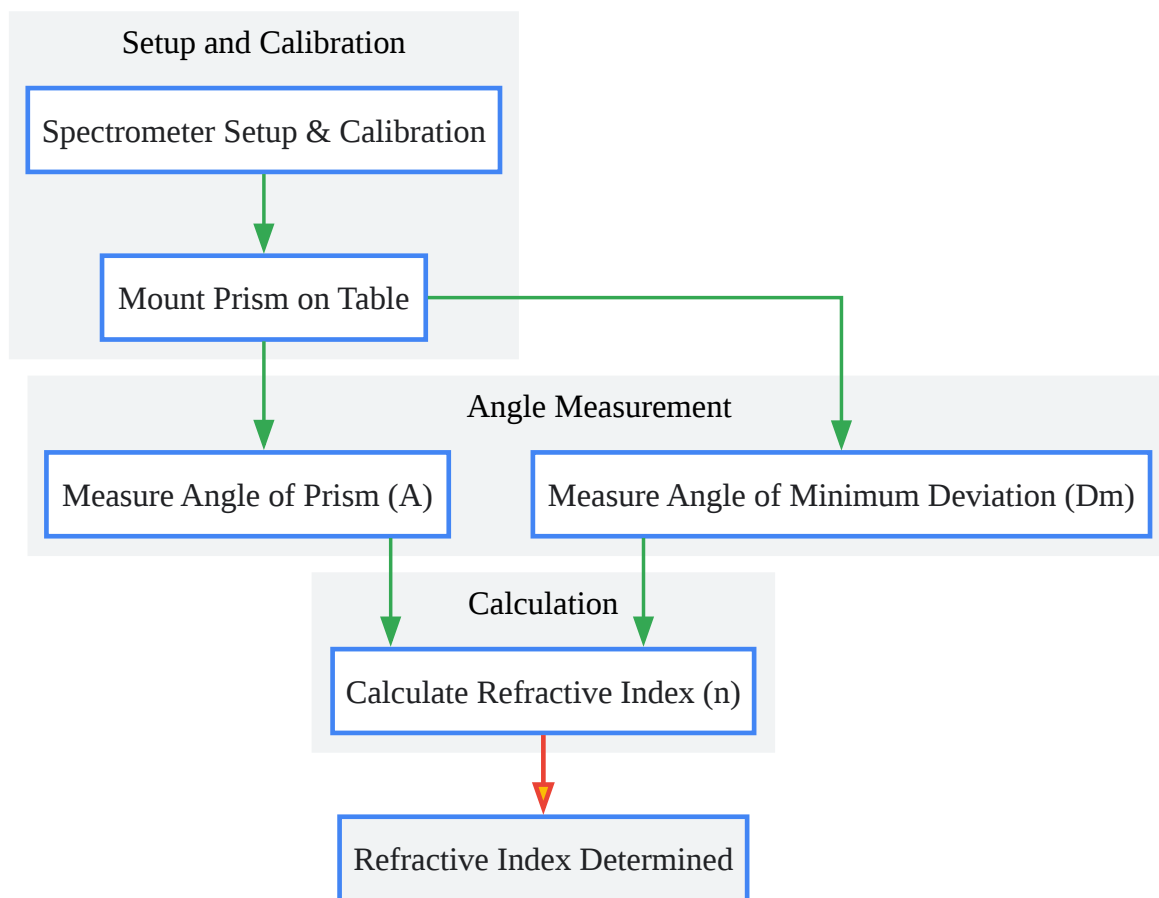 Setup and Calibration
Spectrometer Setup & Calibration
Mount Prism on Table
Angle Measurement
Measure Angle of Prism (A)
Measure Angle of Minimum Deviation (Dm)
Calculation
Calculate Refractive Index (n)
Refractive Index Determined